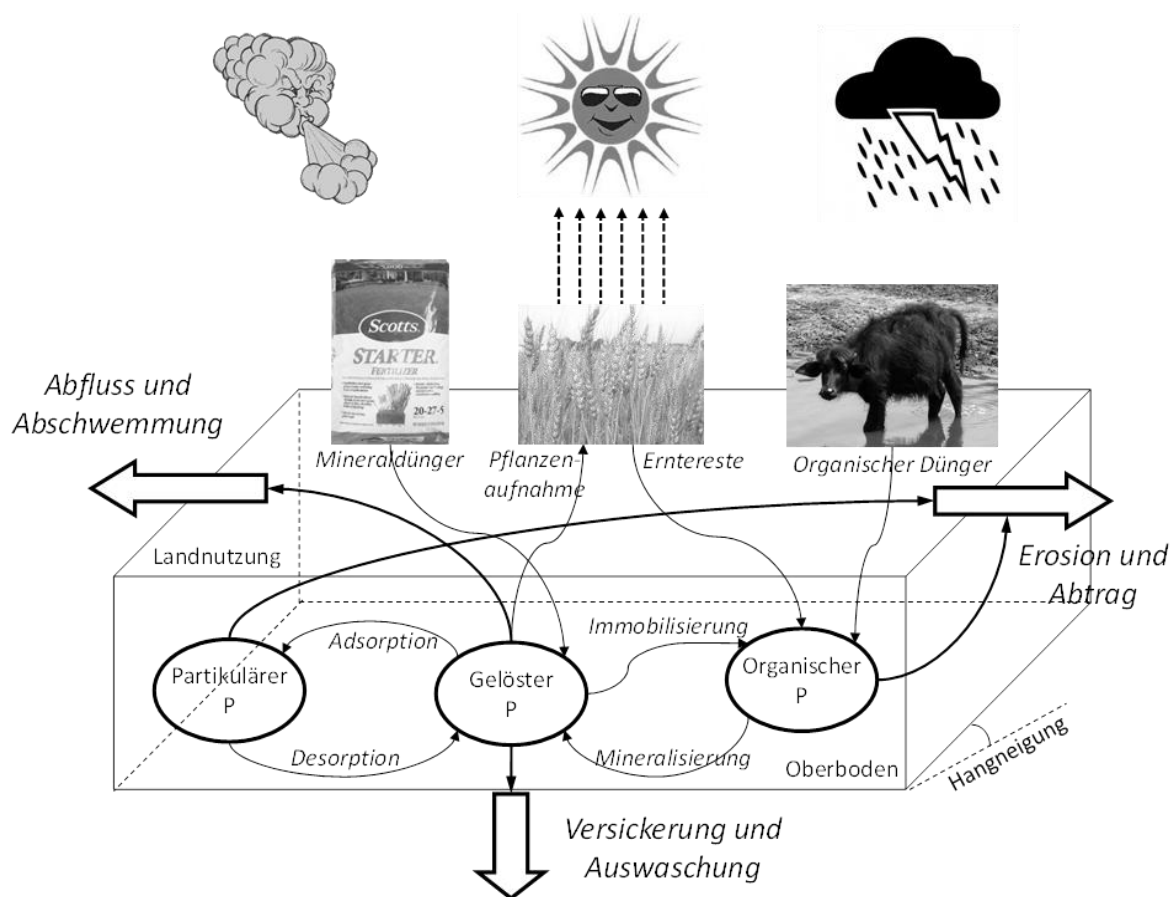 Scotts
STARTER
FERTILIZER
20-27-5
Abfluss und
Abschwemmung
Mineraldünger
Pflanzen-
aufnahme
Erntereste
Organischer Dünger
Landnutzung
Erosion und
Abtrag
Adsorption
Immobilisierung
Partikulärer
P
Gelöster
P
Organischer
P
Desorption
Mineralisierung
Oberboden
Hangneigung
Versickerung und
Auswaschung